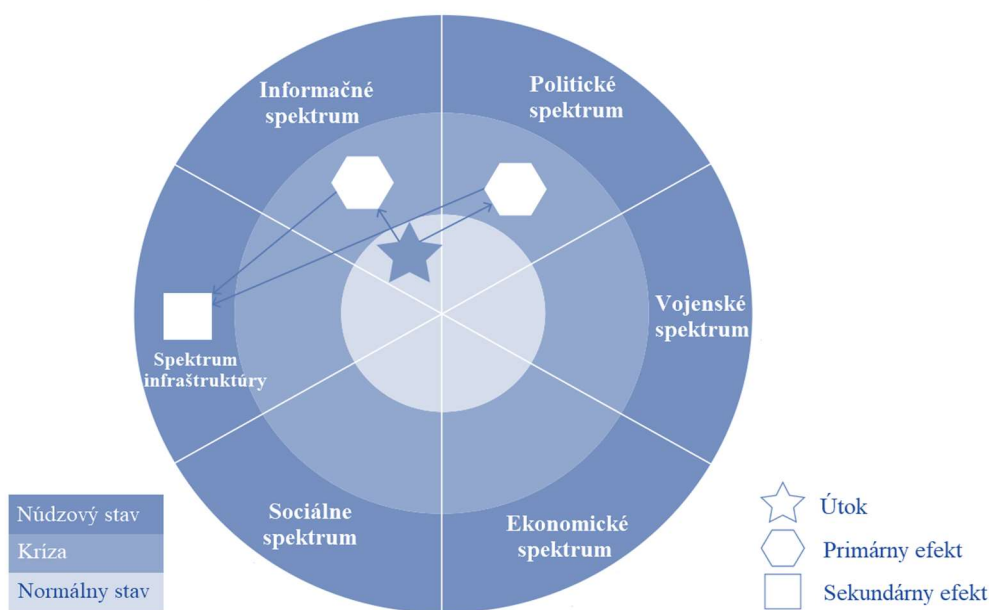 Informačné
spektrum
Politické
spektrum
Vojenské
spektrum
Spektrum
infraštruktúry
Sociálne
spektrum
Ekonomické
spektrum
Núdzový stav
Kríza
Normálny stav
Útok
Primárny efekt
Sekundárny efekt